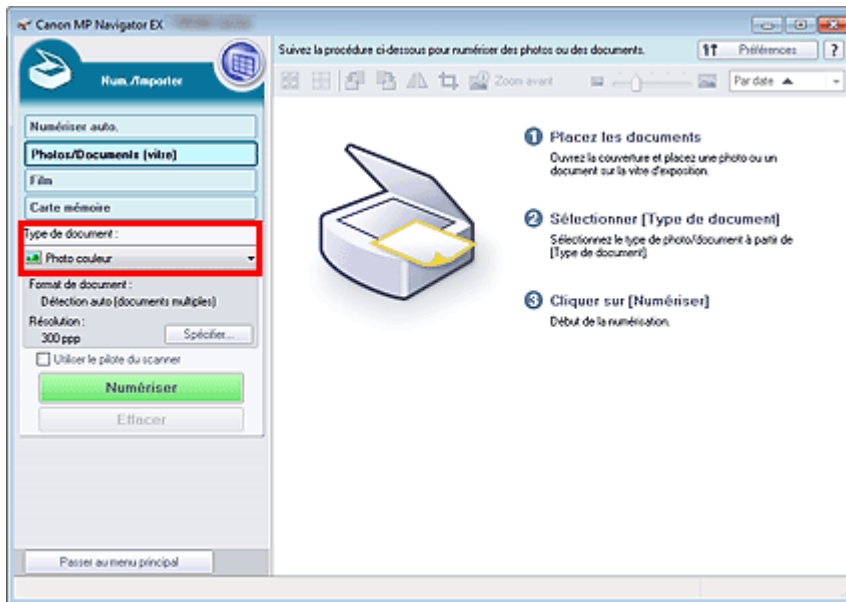 Canon MP Navigator EX
Num./Importer
Numériser auto.
Photos/Documents (vitre)
Film
Carte mémoire
Type de document :
Photo couleur
Format de document :
Détection auto (documents multiples)
Résolution :
300 ppp
Spécifier...
Utiliser le pilote du scanner
Numériser
Effacer
Passer au menu principal
Suivez la procédure ci-dessous pour numériser des photos ou des documents.
Préférences
?
Zoom avant
Par date
1 Placez les documents
Ouvrez la couverture et placez une photo ou un
document sur la vitre d'exposition.
2 Sélectionner [Type de document]
Sélectionnez le type de photo/document à partir de
[Type de document]
3 Cliquer sur [Numériser]
Début de la numérisation.